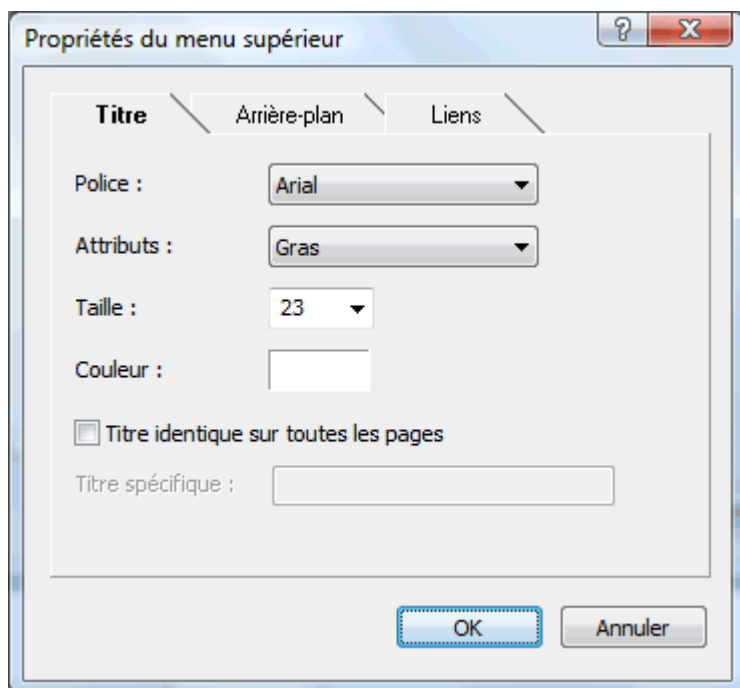 Propriétés du menu supérieur
Titre Arrière-plan Liens
Police : Arial
Attributs : Gras
Taille : 23
Couleur :
Titre identique sur toutes les pages
Titre spécifique :
OK Annuler